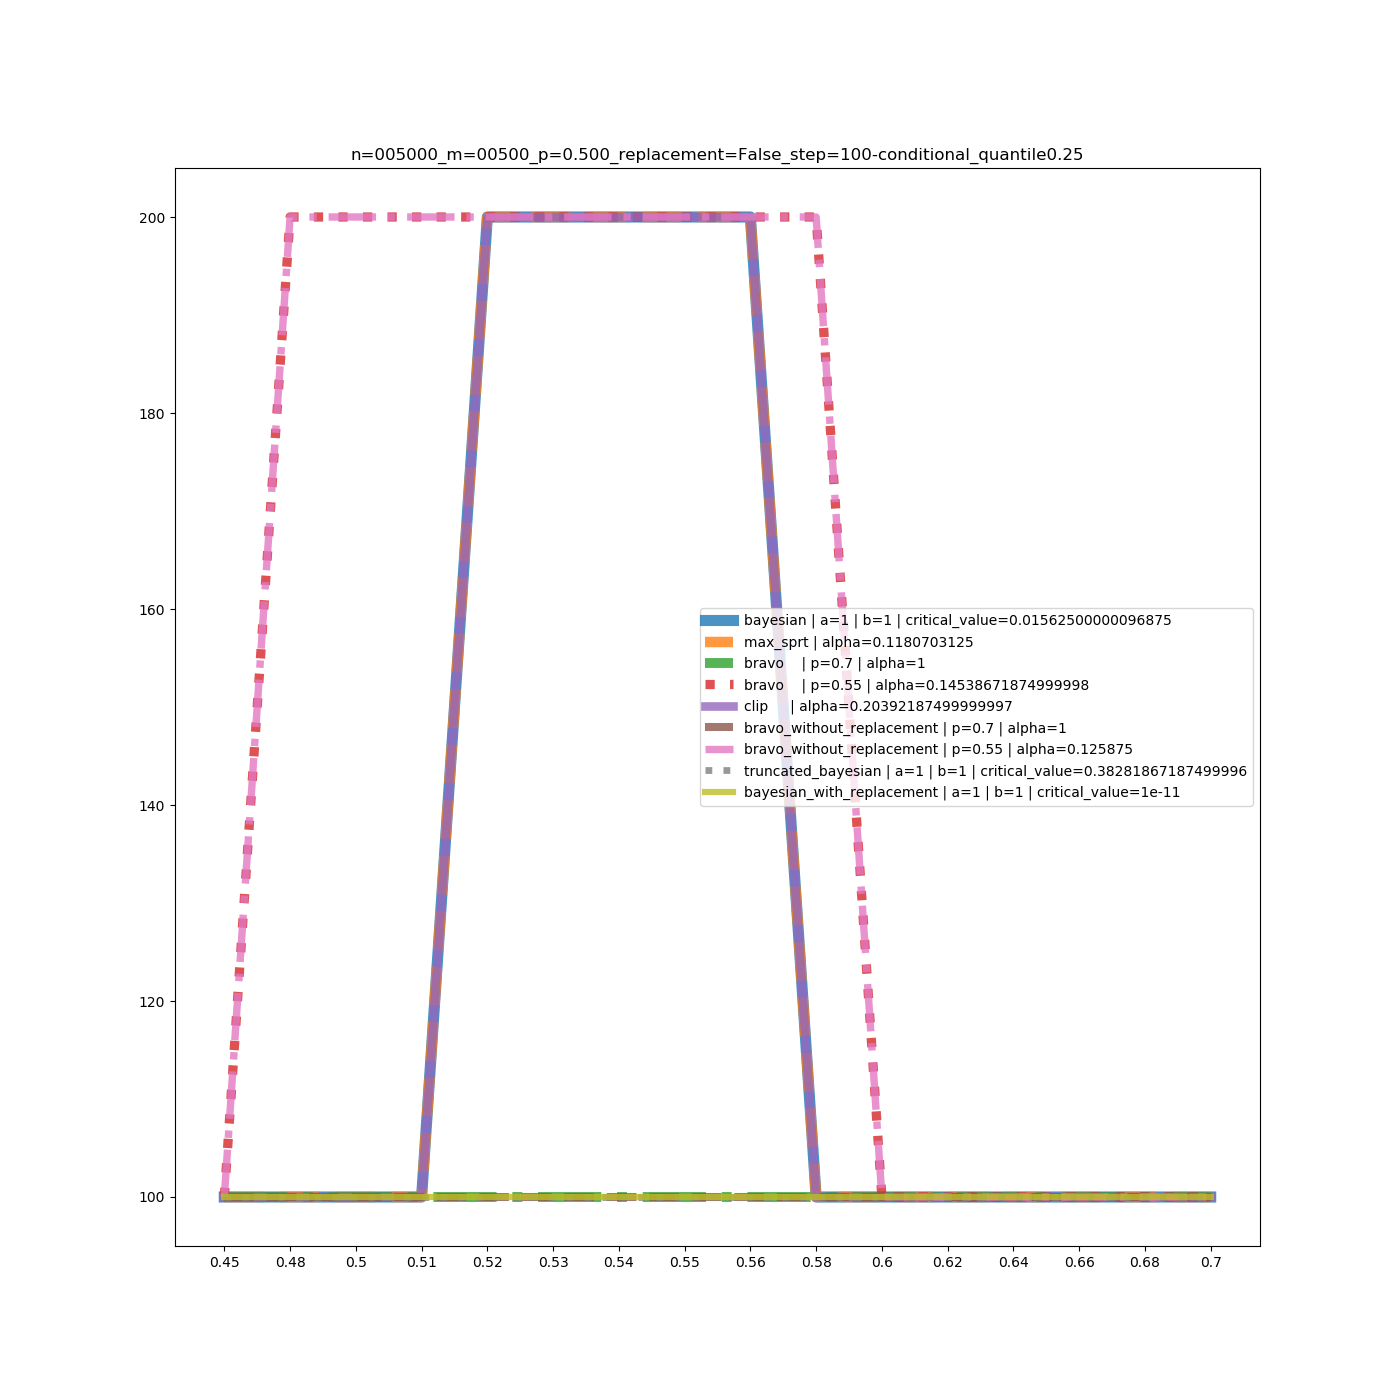 n=005000_m=00500_p=0.500_replacement=False_step=100-conditional_quantile0.25
200
180
160
140
120
100
bayesian | a=1 | b=1 | critical_value=0.01562500000096875
max_sprt | alpha=0.1180703125
bravo    | p=0.7 | alpha=1
bravo    | p=0.55 | alpha=0.14538671874999998
clip     | alpha=0.20392187499999997
bravo_without_replacement | p=0.7 | alpha=1
bravo_without_replacement | p=0.55 | alpha=0.125875
truncated_bayesian | a=1 | b=1 | critical_value=0.38281867187499996
bayesian_with_replacement | a=1 | b=1 | critical_value=1e-11
0.45 0.48 0.5 0.51 0.52 0.53 0.54 0.55 0.56 0.58 0.6 0.62 0.64 0.66 0.68 0.7